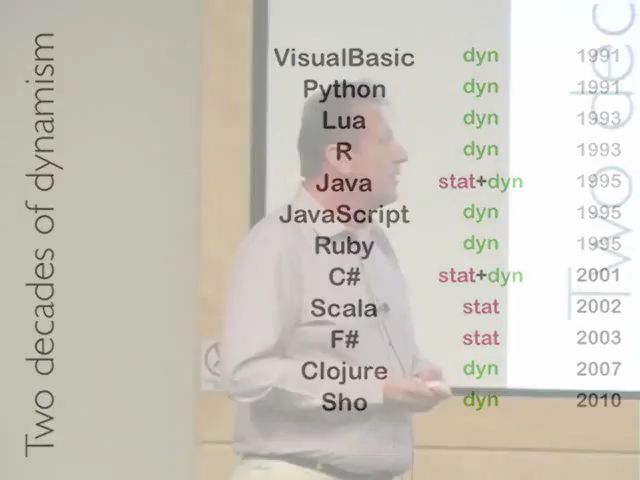 Two decades of dynamism
VisualBasic dyn 1991
Python dyn 1991
Lua dyn 1993
R dyn 1993
Java stat+dyn 1995
JavaScript dyn 1995
Ruby dyn 1995
C# stat+dyn 2001
Scala stat 2002
F# stat 2003
Clojure dyn 2007
Sho dyn 2010
Two dec